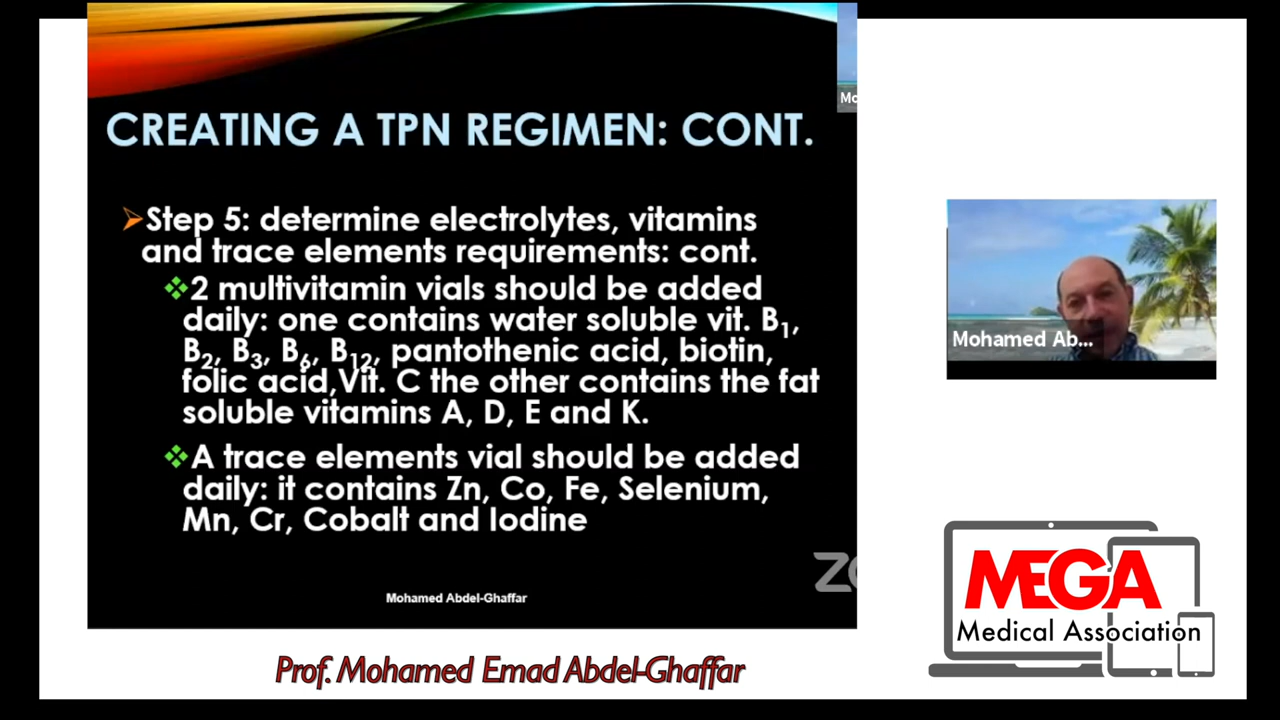 Mo
CREATING A TPN REGIMEN: CONT.
➢Step 5: determine electrolytes, vitamins
and trace elements requirements: cont.
❖2 multivitamin vials should be added
daily: one contains water soluble vit. B₁,
B₂, B₃, B₆, B₁₂, pantothenic acid, biotin,
folic acid,Vit. C the other contains the fat
soluble vitamins A, D, E and K.
❖A trace elements vial should be added
daily: it contains Zn, Co, Fe, Selenium,
Mn, Cr, Cobalt and Iodine
Mohamed Abdel-Ghaffar
Mohamed Ab...
MEGA
Medical Association
Prof. Mohamed Emad Abdel-Ghaffar